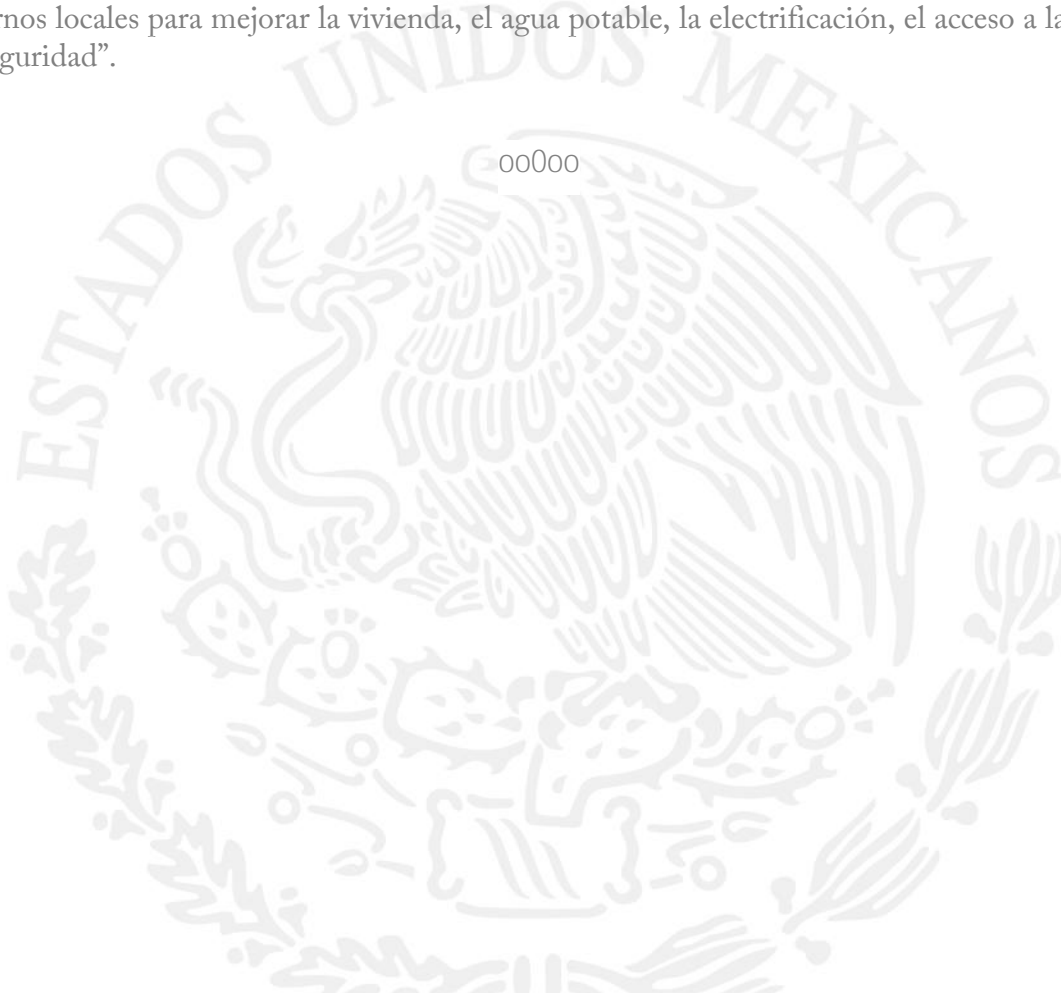 rnos locales para mejorar la vivienda, el agua potable, la electrificación, el acceso a la
guridad”.
oo0oo
ESTADOS UNIDOS MEXICANOS